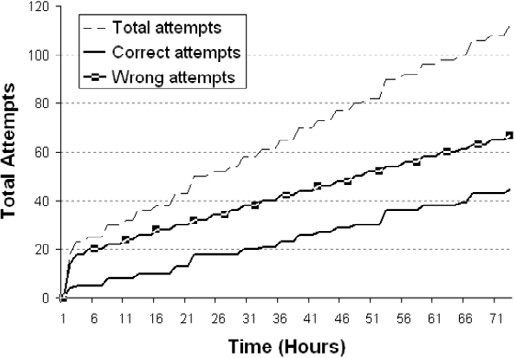 Total Attempts
120
100
80
60
40
20
0
Total attempts
Correct attempts
Wrong attempts
1 6 11 16 21 26 31 36 41 46 51 56 61 66 71
Time (Hours)